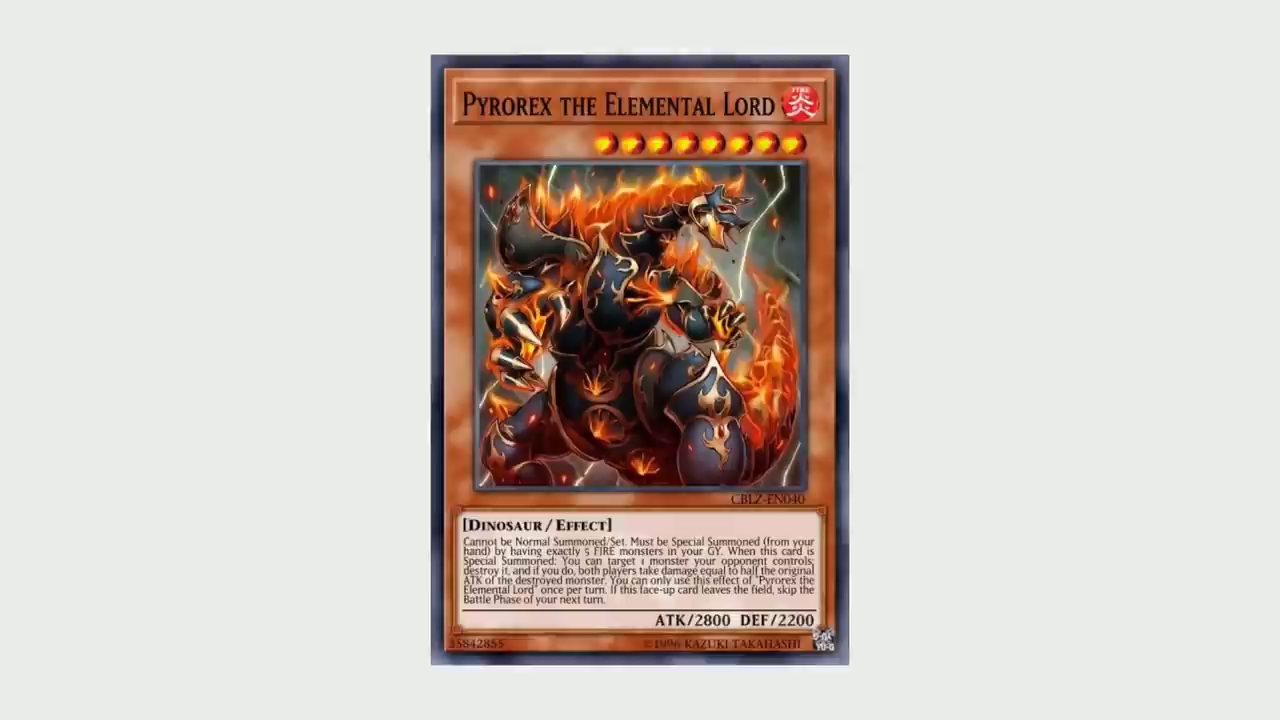 PYROREX THE ELEMENTAL LORD
FIRE
炎
CBLZ-EN040
[DINOSAUR / EFFECT]
Cannot be Normal Summoned/Set. Must be Special Summoned (from your
hand) by having exactly 5 FIRE monsters in your GY. When this card is
Special Summoned: You can target 1 monster your opponent controls;
destroy it, and if you do, both players take damage equal to half the original
ATK of the destroyed monster. You can only use this effect of "Pyrorex the
Elemental Lord" once per turn. If this face-up card leaves the field, skip the
Battle Phase of your next turn.
ATK/2800 DEF/2200
35842855
©1996 KAZUKI TAKAHASHI